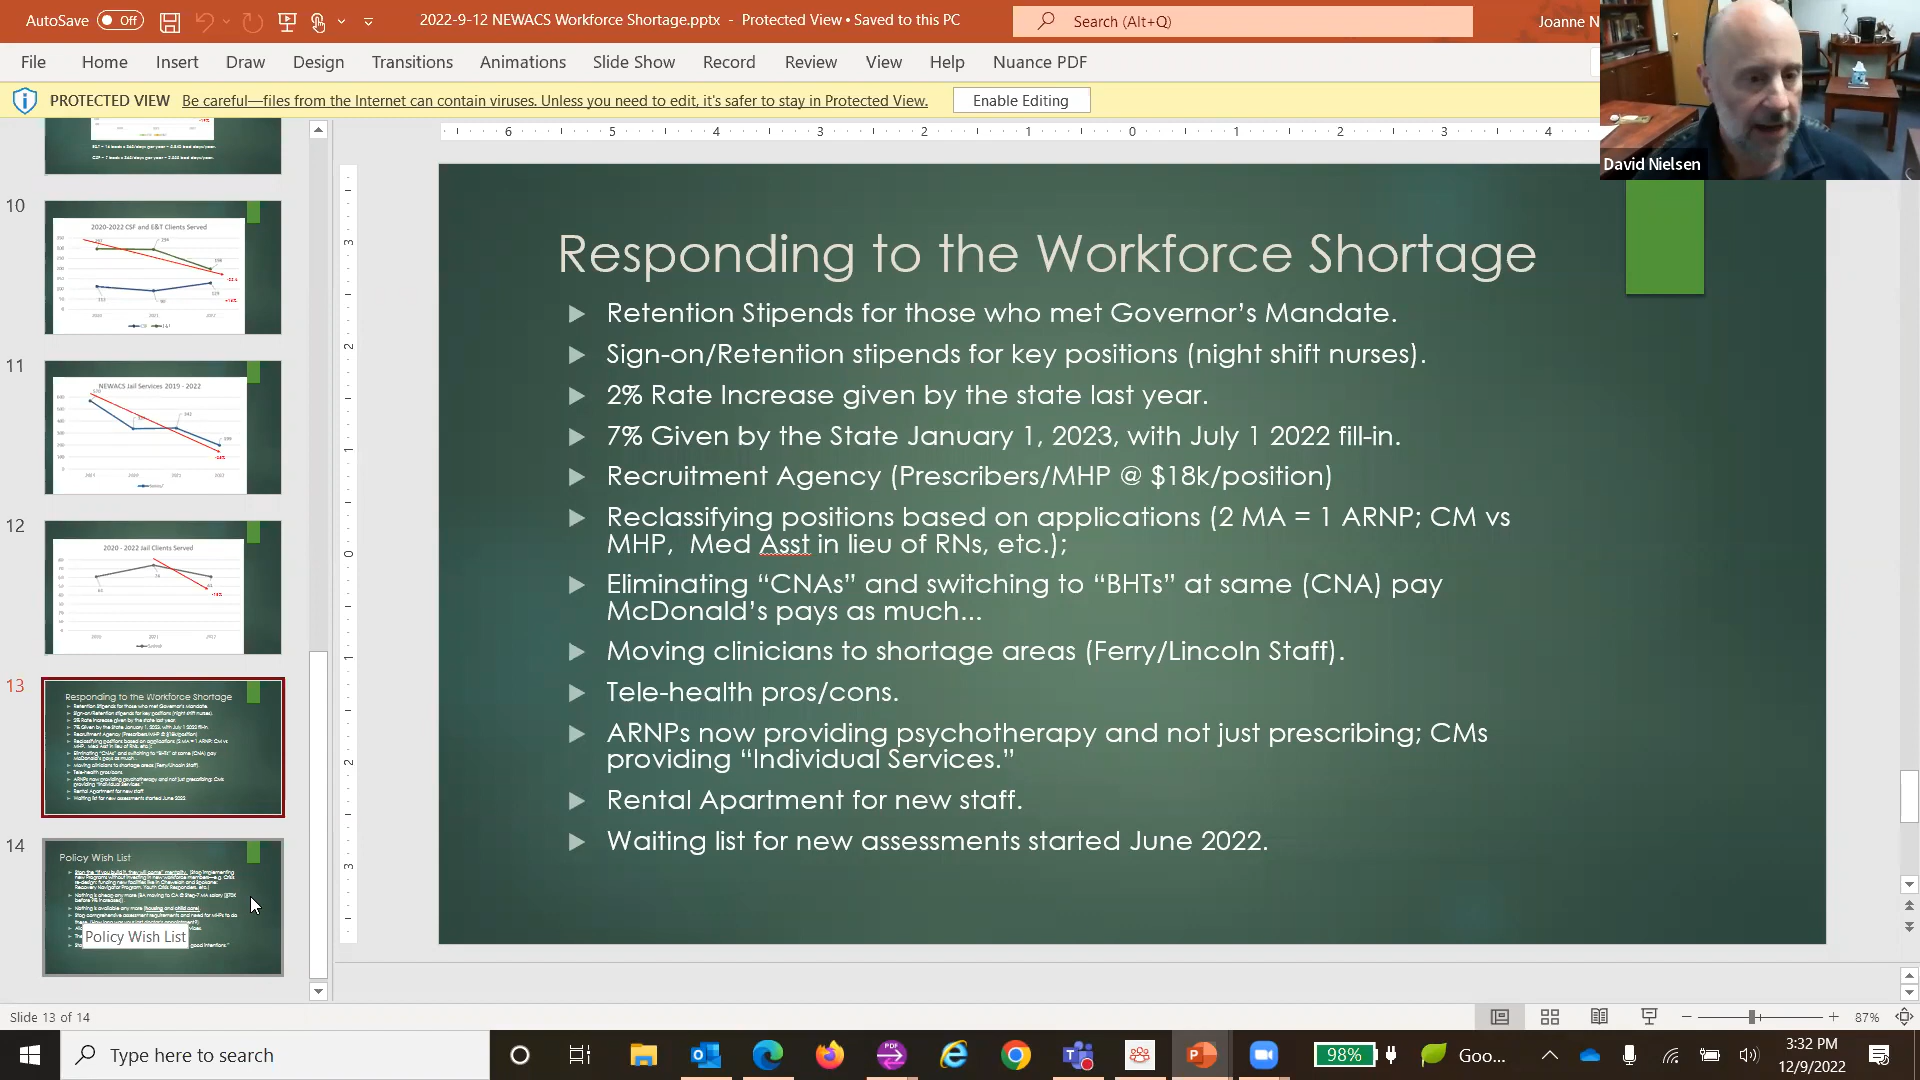 AutoSave Off
2022-9-12 NEWACS Workforce Shortage.pptx - Protected View • Saved to this PC
Search (Alt+Q)
Joanne N
File Home Insert Draw Design Transitions Animations Slide Show Record Review View Help Nuance PDF
PROTECTED VIEW Be careful—files from the Internet can contain viruses. Unless you need to edit, it's safer to stay in Protected View. Enable Editing
David Nielsen
10
2020-2022 CSF and E&T Clients Served
11
NEWACS Jail Services 2019 - 2022
12
2020 - 2022 Jail Clients Served
13
Responding to the Workforce Shortage
14
Policy Wish List
Policy Wish List
Responding to the Workforce Shortage
Retention Stipends for those who met Governor's Mandate.
Sign-on/Retention stipends for key positions (night shift nurses).
2% Rate Increase given by the state last year.
7% Given by the State January 1, 2023, with July 1 2022 fill-in.
Recruitment Agency (Prescribers/MHP @ $18k/position)
Reclassifying positions based on applications (2 MA = 1 ARNP; CM vs
MHP, Med Asst in lieu of RNs, etc.);
Eliminating “CNAs” and switching to “BHTs” at same (CNA) pay
McDonald's pays as much...
Moving clinicians to shortage areas (Ferry/Lincoln Staff).
Tele-health pros/cons.
ARNPs now providing psychotherapy and not just prescribing; CMs
providing “Individual Services.”
Rental Apartment for new staff.
Waiting list for new assessments started June 2022.
Slide 13 of 14
87%
Type here to search
98%
Goo...
3:32 PM
12/9/2022